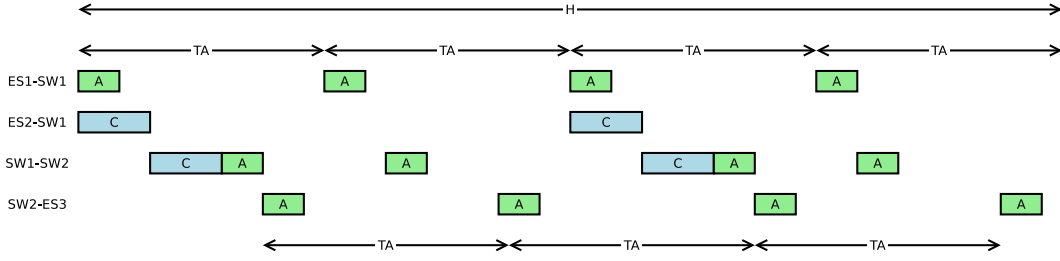 H
TA TA TA TA
ES1-SW1 A A A A
ES2-SW1 C C
SW1-SW2 C A A C A A
SW2-ES3 A A A A
TA TA TA